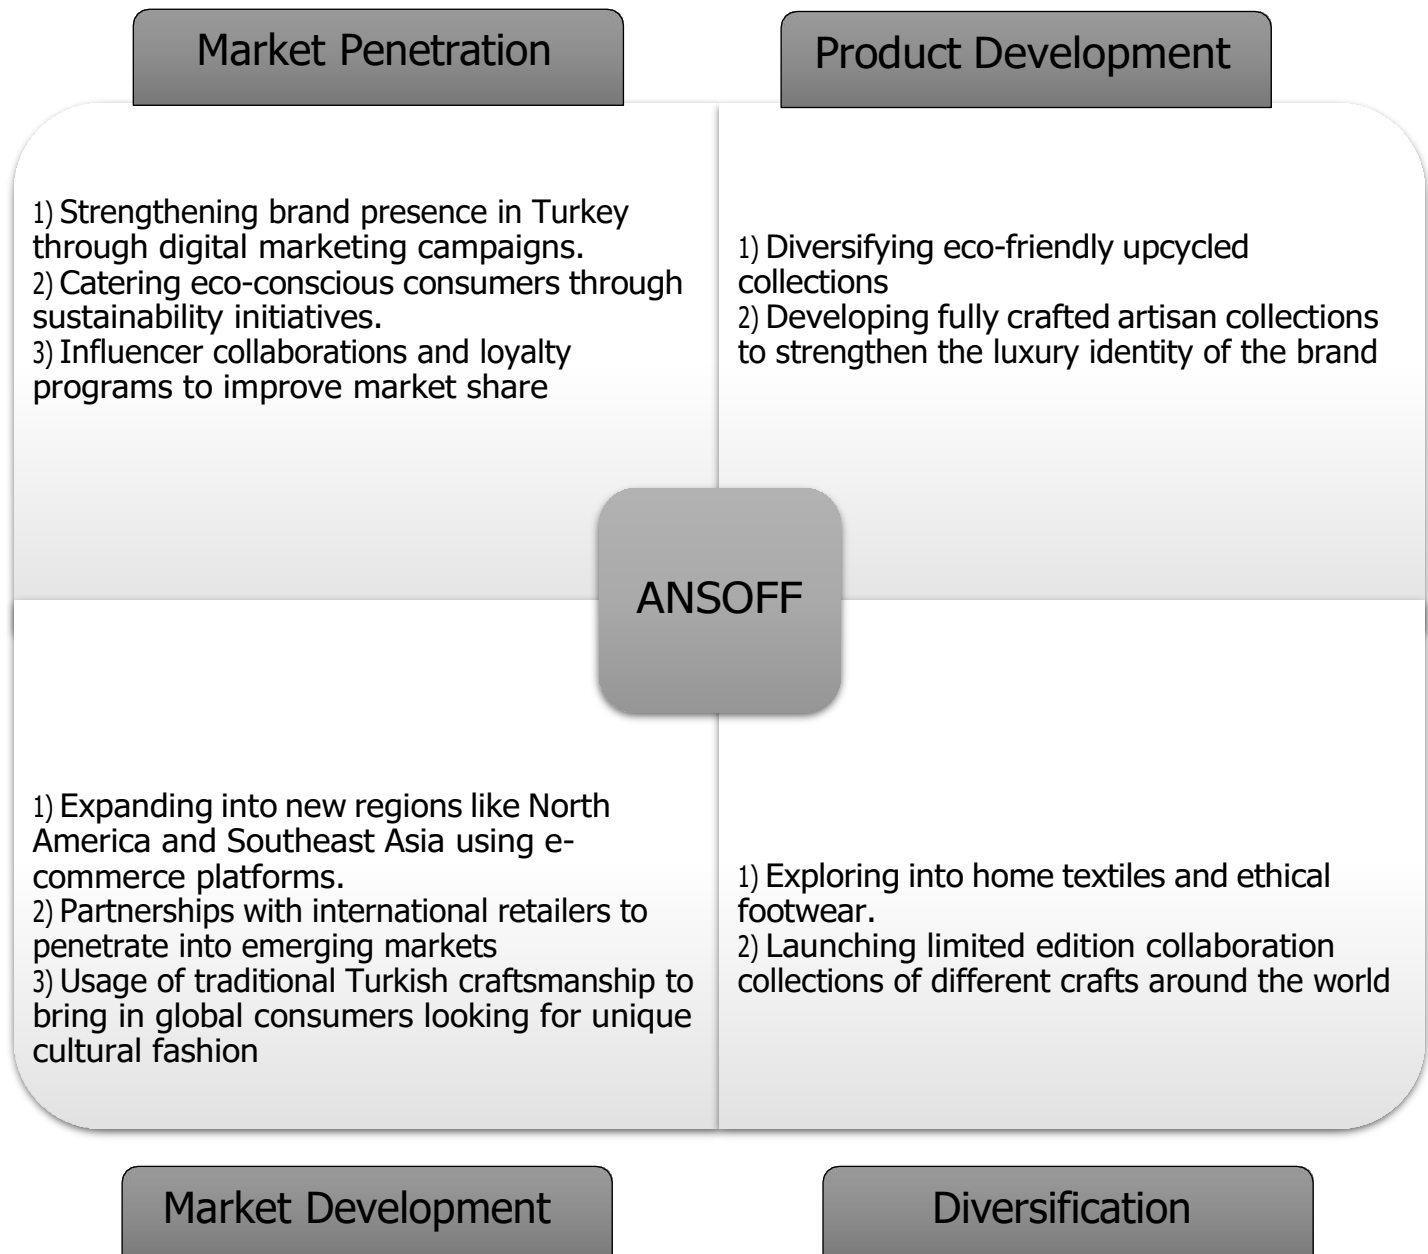 Market Penetration
Product Development
1) Strengthening brand presence in Turkey
through digital marketing campaigns.
2) Catering eco-conscious consumers through
sustainability initiatives.
3) Influencer collaborations and loyalty
programs to improve market share
1) Diversifying eco-friendly upcycled
collections
2) Developing fully crafted artisan collections
to strengthen the luxury identity of the brand
ANSOFF
1) Expanding into new regions like North
America and Southeast Asia using e-
commerce platforms.
2) Partnerships with international retailers to
penetrate into emerging markets
3) Usage of traditional Turkish craftsmanship to
bring in global consumers looking for unique
cultural fashion
1) Exploring into home textiles and ethical
footwear.
2) Launching limited edition collaboration
collections of different crafts around the world
Market Development
Diversification